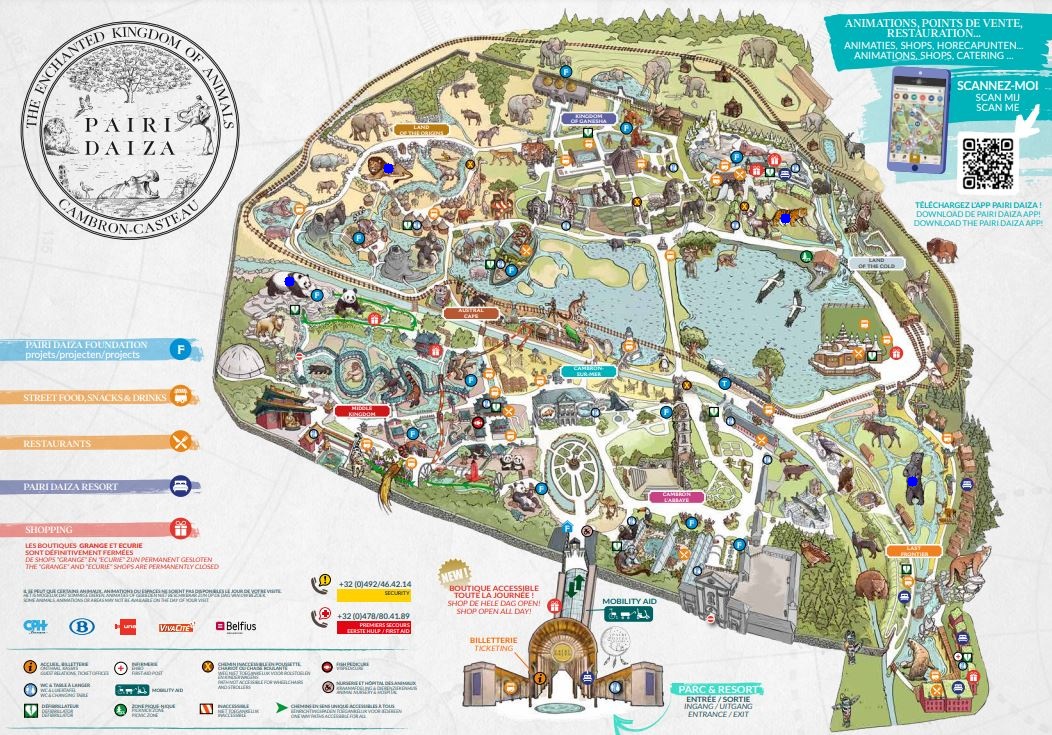 THE ENCHANTED KINGDOM OF ANIMALS
PAIRI
DAIZA
CAMBRON-CASTEAU
ANIMATIONS, POINTS DE VENTE,
RESTAURATION...
ANIMATIES, SHOPS, HORECAPUNTEN...
ANIMATIONS, SHOPS, CATERING ...
SCANNEZ-MOI
SCAN MIJ
SCAN ME
TÉLÉCHARGEZ L'APP PAIRI DAIZA !
DOWNLOAD DE PAIRI DAIZA APP!
DOWNLOAD THE PAIRI DAIZA APP!
LAND
OF THE ORIGINS
KINGDOM
OF GANESHA
LAND
OF THE COLD
AUSTRAL
CAPE
CAMBRON-
SUR-MER
MIDDLE
KINGDOM
CAMBRON
L'ABBAYE
LAST
FRONTIER
PAIRI DAIZA FOUNDATION
projets/projecten/projects
F
STREET FOOD, SNACKS & DRINKS
RESTAURANTS
PAIRI DAIZA RESORT
SHOPPING
LES BOUTIQUES GRANGE ET ECURIE
SONT DÉFINITIVEMENT FERMÉES
DE SHOPS "GRANGE" EN "ECURIE" ZIJN PERMANENT GESLOTEN
THE "GRANGE" AND "ECURIE" SHOPS ARE PERMANENTLY CLOSED
IL SE PEUT QUE CERTAINS ANIMAUX, ANIMATIONS OU ESPACES NE SOIENT PAS DISPONIBLES LE JOUR DE VOTRE VISITE.
SOME ANIMALS, ANIMATIONS OR AREAS MAY NOT BE AVAILABLE ON THE DAY OF YOUR VISIT.
+32 (0)492/46.42.14
SECURITY
+32 (0)478/80.41.89
PREMIERS SECOURS
EERSTE HULP / FIRST AID
CPH
B
VIVACITÉ
Belfius
NEW!
BOUTIQUE ACCESSIBLE
TOUTE LA JOURNÉE !
SHOP DE HELE DAG OPEN!
SHOP OPEN ALL DAY!
MOBILITY AID
BILLETTERIE
TICKETING
PARC & RESORT
ENTRÉE / SORTIE
INGANG / UITGANG
ENTRANCE / EXIT
ACCUEIL, BILLETTERIE
ONTHAAL, KASSA'S
GUEST RELATIONS, TICKET OFFICES
WC & TABLE À LANGER
WC & LUIERTAFEL
WC & CHANGING TABLE
DÉFIBRILLATEUR
DEFIBRILLATOR
DEFIBRILLATOR
INFIRMERIE
EHBO
FIRST-AID POST
MOBILITY AID
ZONE PIQUE-NIQUE
PICKNICK ZONE
PICNIC ZONE
CHEMIN INACCESSIBLE EN POUSSETTE,
CHARIOT OU CHAISE ROULANTE
WEG NIET TOEGANKELIJK VOOR ROLSTOELEN
EN KINDERWAGENS
PATH NOT ACCESSIBLE FOR WHEELCHAIRS
AND STROLLERS
INACCESSIBLE
NIET TOEGANKELIJK
INACCESSIBLE
FISH PEDICURE
VISPEDICURE
NURSERIE ET HÔPITAL DES ANIMAUX
KRAAMAFDELING & DIERENZIEKENHUIS
ANIMAL NURSERY & HOSPITAL
CHEMINS EN SENS UNIQUE ACCESSIBLES À TOUS
EENRICHTINGSPADEN TOEGANKELIJK VOOR IEDEREEN
ONE WAY PATHS ACCESSIBLE FOR ALL